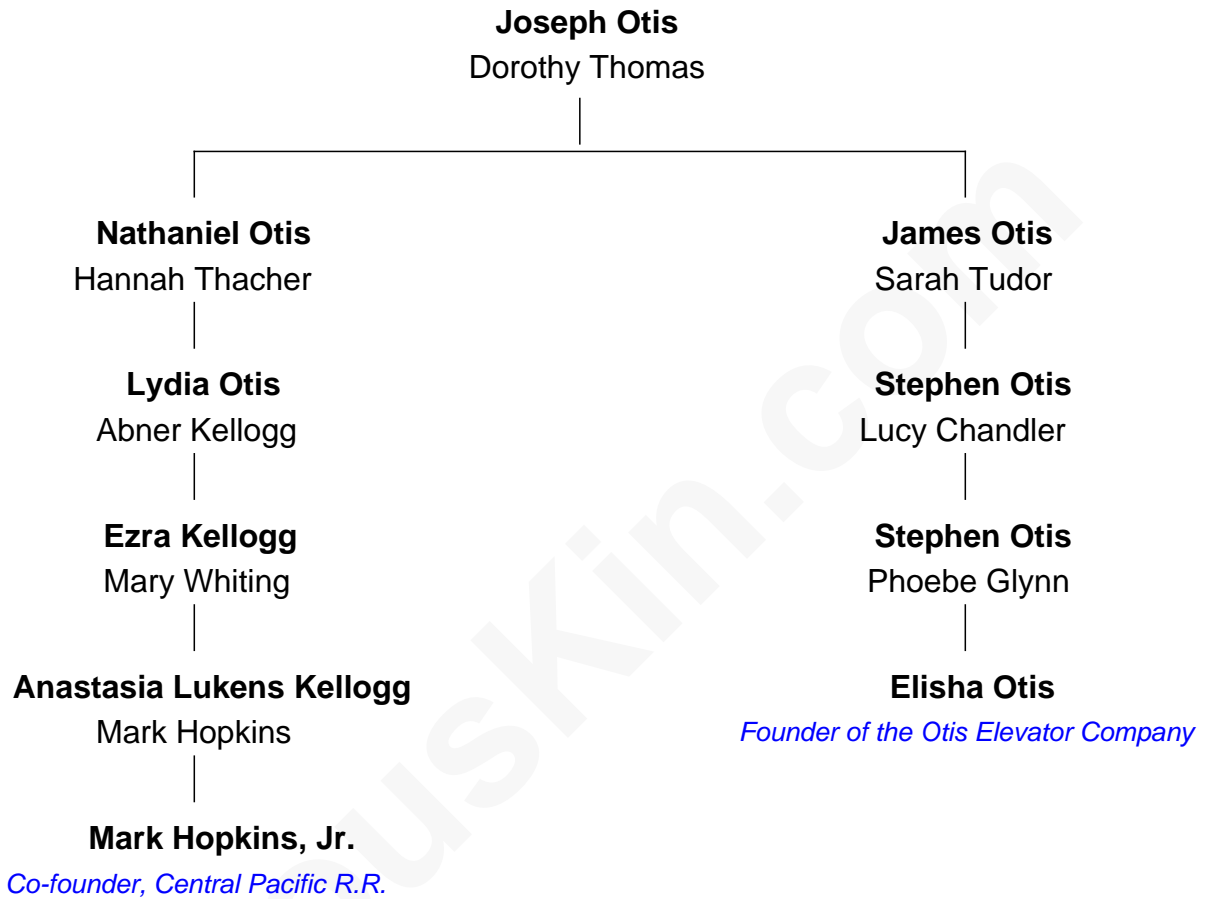 Joseph Otis
Dorothy Thomas
Nathaniel Otis
Hannah Thacher
James Otis
Sarah Tudor
Lydia Otis
Abner Kellogg
Stephen Otis
Lucy Chandler
Ezra Kellogg
Mary Whiting
Stephen Otis
Phoebe Glynn
Anastasia Lukens Kellogg
Mark Hopkins
Elisha Otis
Founder of the Otis Elevator Company
Mark Hopkins, Jr.
Co-founder, Central Pacific R.R.
usKin.com